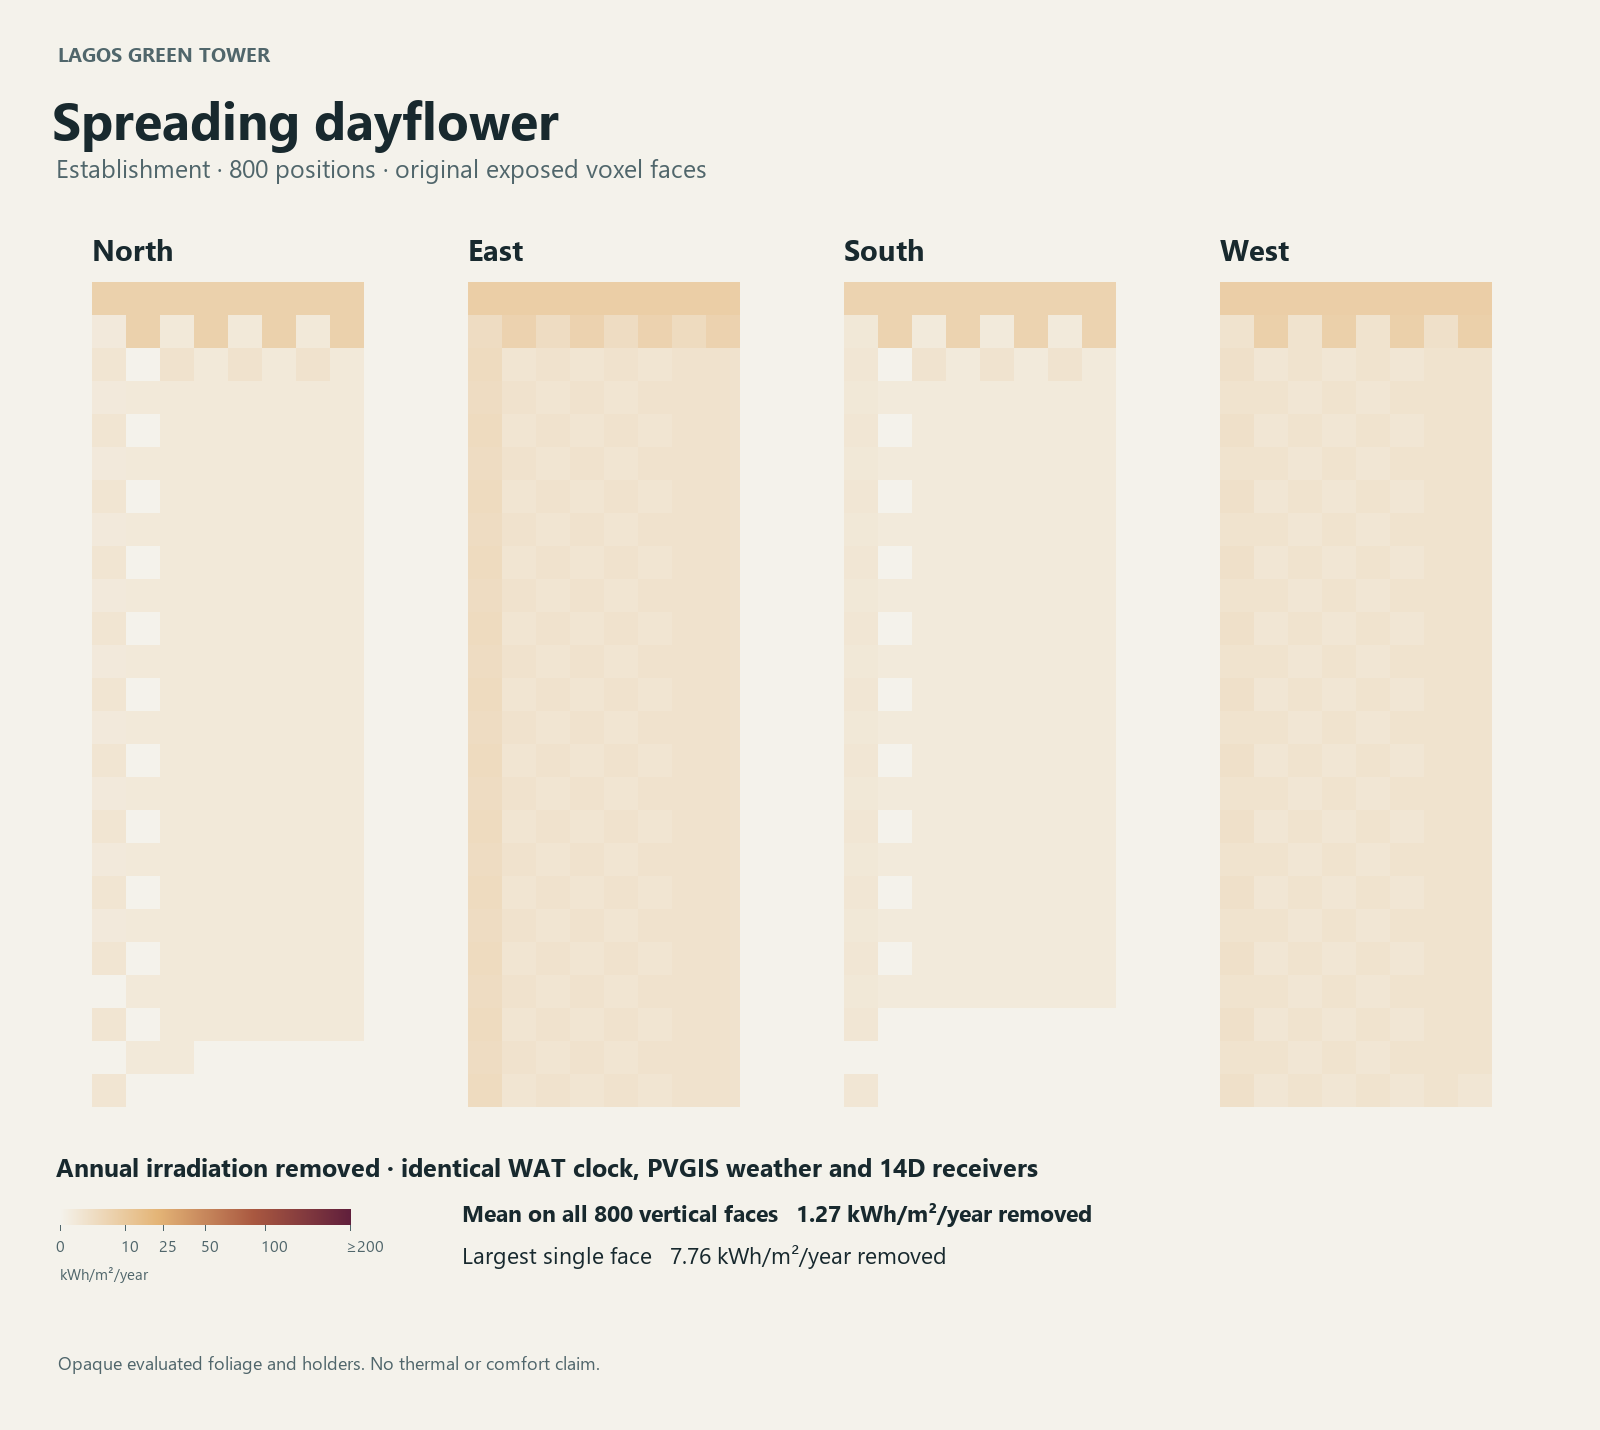 LAGOS GREEN TOWER
Spreading dayflower
Establishment · 800 positions · original exposed voxel faces
North East South West
Annual irradiation removed · identical WAT clock, PVGIS weather and 14D receivers
Mean on all 800 vertical faces 1.27 kWh/m²/year removed
0 10 25 50 100 ≥200
Largest single face 7.76 kWh/m²/year removed
kWh/m²/year
Opaque evaluated foliage and holders. No thermal or comfort claim.